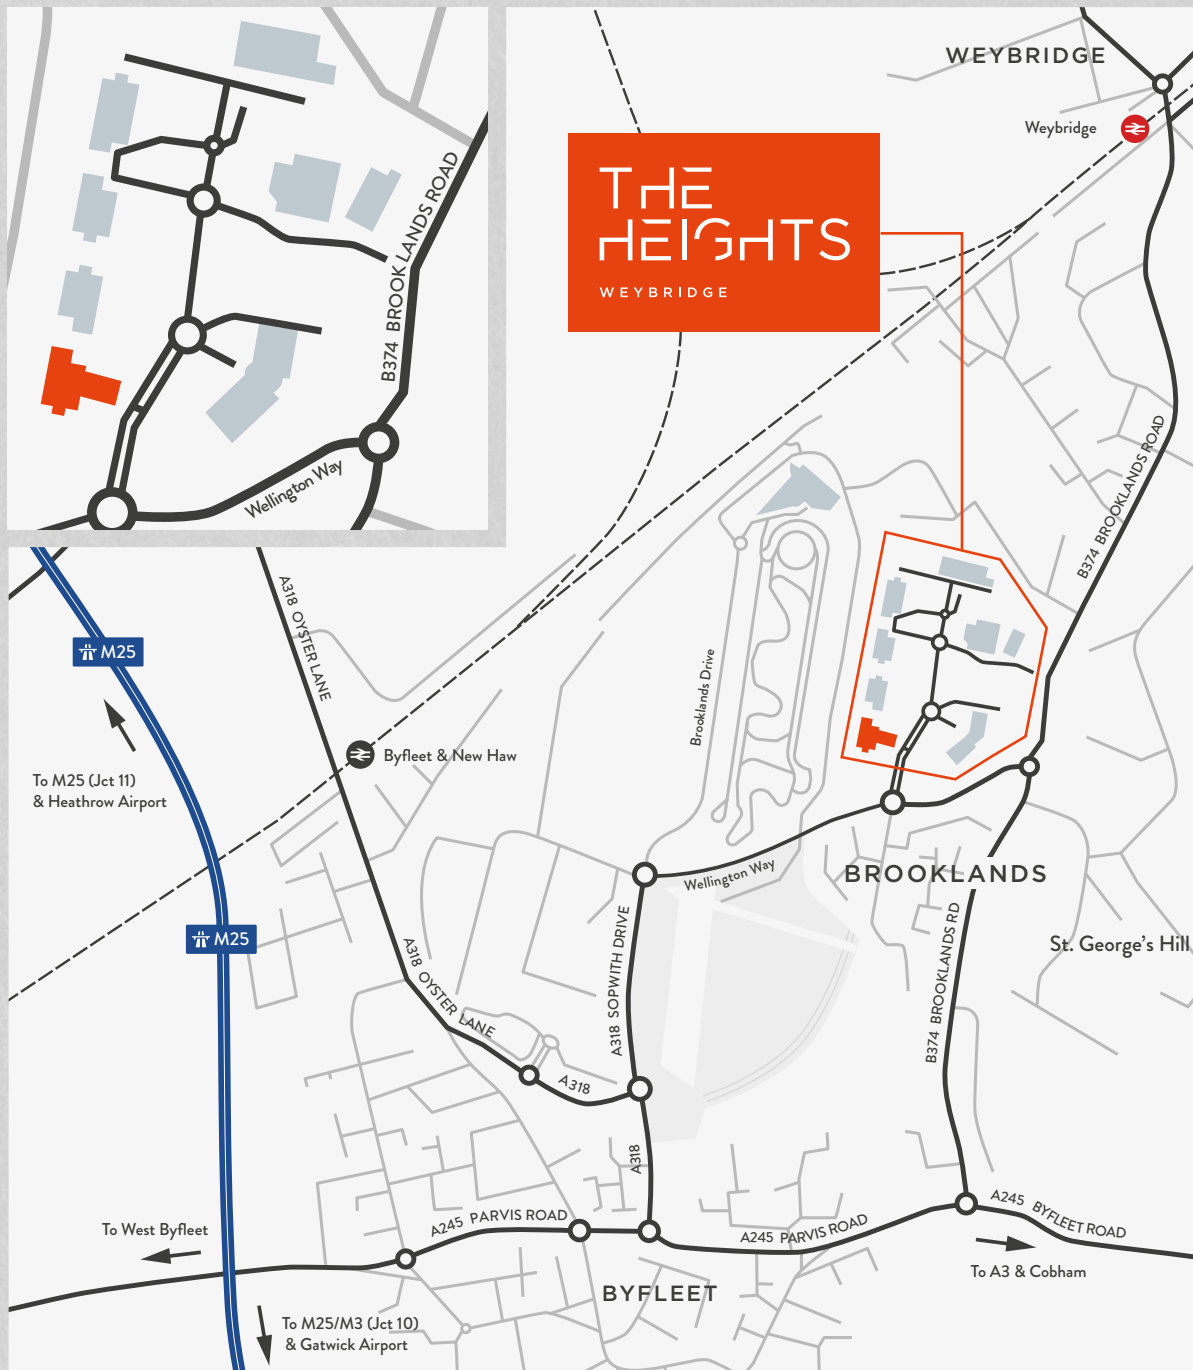 WEYBRIDGE
Weybridge
THE
HEIGHTS
WEYBRIDGE
B374 BROOKLANDS ROAD
Wellington Way
B374 BROOKLANDS ROAD
A318 OYSTER LANE
M25
To M25 (Jct 11)
& Heathrow Airport
Byfleet & New Haw
Brooklands Drive
Wellington Way
BROOKLANDS
M25
A318 OYSTER LANE
A318 SOPWITH DRIVE
B374 BROOKLANDS RD
St. George's Hill
A318
A318
To West Byfleet
A245 PARVIS ROAD
A245 PARVIS ROAD
A245 BYFLEET ROAD
To A3 & Cobham
BYFLEET
To M25/M3 (Jct 10)
& Gatwick Airport